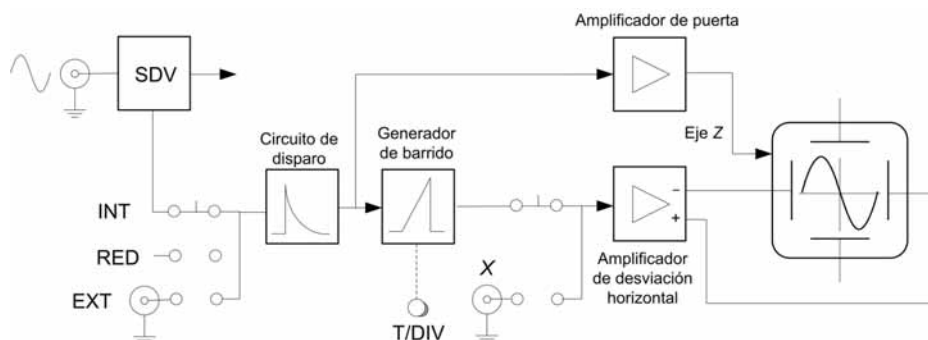 Amplificador de puerta
SDV
Circuito de
disparo
Generador
de barrido
Eje Z
INT
RED
EXT
X
T/DIV
−
+
Amplificador
de desviación
horizontal